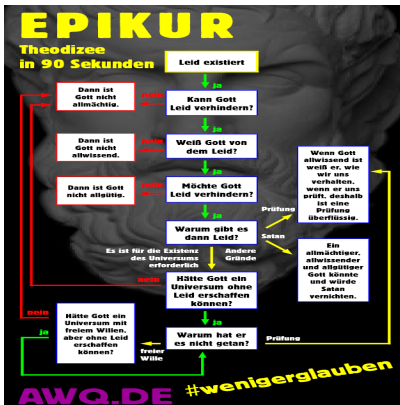 EPIKUR
Theodizee
in 90 Sekunden
Leid existiert
ja
Kann Gott
Leid verhindern?
nein
Dann ist
Gott nicht
allmächtig.
ja
Weiß Gott von
dem Leid?
nein
Dann ist
Gott nicht
allwissend.
ja
Möchte Gott
Leid verhindern?
nein
Dann ist Gott
nicht allgütig.
ja
Warum gibt es
dann Leid?
Prüfung
Wenn Gott
allwissend ist
weiß er, wie
wir uns
verhalten,
wenn er uns
prüft, deshalb
ist eine
Prüfung
überflüssig.
Satan
Ein
allmächtiger,
allwissender
und allgütiger
Gott könnte
und würde
Satan
vernichten.
Es ist für die Existenz
des Universums
erforderlich
Andere
Gründe
Hätte Gott ein
Universum ohne
Leid erschaffen
können?
nein
ja
Warum hat er
es nicht getan?
Prüfung
freier
Wille
Hätte Gott ein
Universum mit
freiem Willen,
aber ohne Leid
erschaffen
können?
nein
ja
AWQ.DE
#wenigerglauben